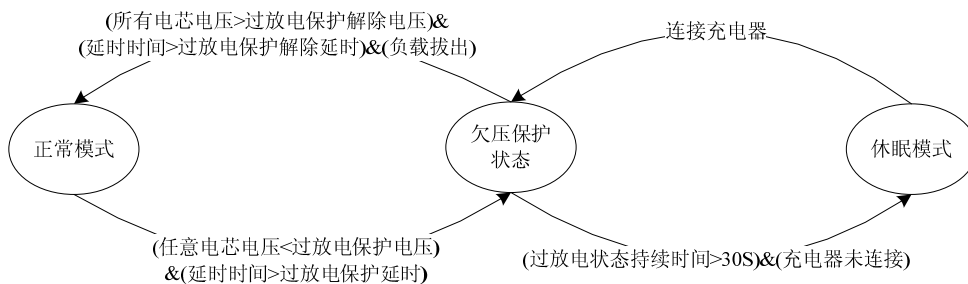 (所有电芯电压>过放电保护解除电压)&
(延时时间>过放电保护解除延时)&(负载拔出)
连接充电器
正常模式
欠压保护
状态
休眠模式
(任意电芯电压<过放电保护电压)
&(延时时间>过放电保护延时)
(过放电状态持续时间>30S)&(充电器未连接)